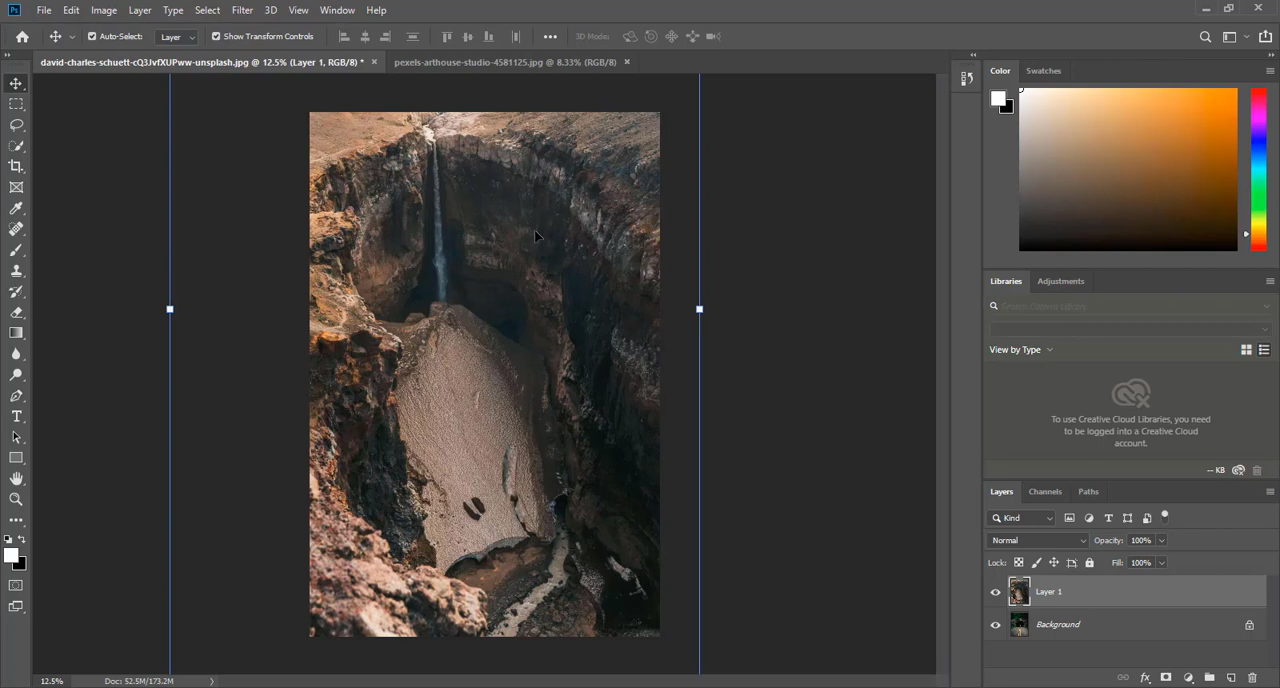 Ps File Edit Image Layer Type Select Filter 3D View Window Help
Auto-Select: Layer Show Transform Controls 3D Mode:
david-charles-schuett-cQ3JvfXUPww-unsplash.jpg @ 12.5% (Layer 1, RGB/8) * × pexels-arthouse-studio-4581125.jpg @ 8.33% (RGB/8) ×
Color Swatches
Libraries Adjustments
View by Type
To use Creative Cloud Libraries, you need
to be logged into a Creative Cloud
account.
-- KB
Layers Channels Paths
Kind
Normal Opacity: 100%
Lock: Fill: 100%
Layer 1
Background
12.5% Doc: 52.5M/173.2M